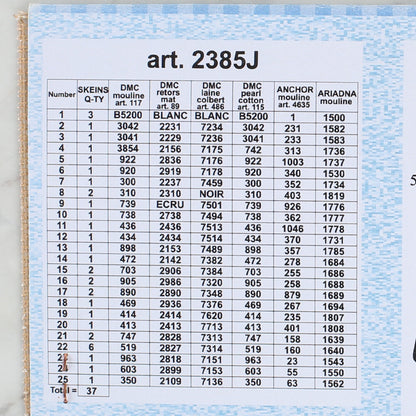 art. 2385J
Number SKEINS Q-TY DMC mouline art. 117 DMC retors mat art. 89 DMC laine colbert art. 486 DMC pearl cotton art. 115 ANCHOR mouline art. 4635 ARIADNA mouline
1 3 B5200 BLANC BLANC B5200 1 1500
2 1 3042 2231 7234 3042 231 1582
3 1 3041 2229 7236 3041 233 1583
4 1 3854 2156 7175 742 313 1736
5 1 922 2836 7176 922 1003 1737
6 1 920 2919 7178 920 340 1530
7 1 300 2237 7459 300 352 1734
8 2 310 2310 NOIR 310 403 1819
9 1 739 ECRU 7501 739 926 1776
10 1 738 2738 7494 738 362 1777
11 1 436 2436 7513 436 1046 1778
12 1 434 2434 7514 434 370 1731
13 1 898 2153 7489 898 357 1785
14 1 472 2142 7382 472 278 1684
15 2 703 2906 7384 703 255 1686
16 2 905 2986 7320 905 258 1688
17 2 890 2890 7348 890 879 1689
18 1 469 2936 7376 469 267 1694
19 1 414 2414 7620 414 235 1807
20 1 413 2413 7713 413 401 1808
21 2 747 2828 7313 747 158 1638
22 6 519 2827 7314 519 160 1640
23 1 963 2818 7151 963 23 1543
24 1 603 2899 7153 603 55 1550
25 1 350 2109 7136 350 63 1562
Total = 37